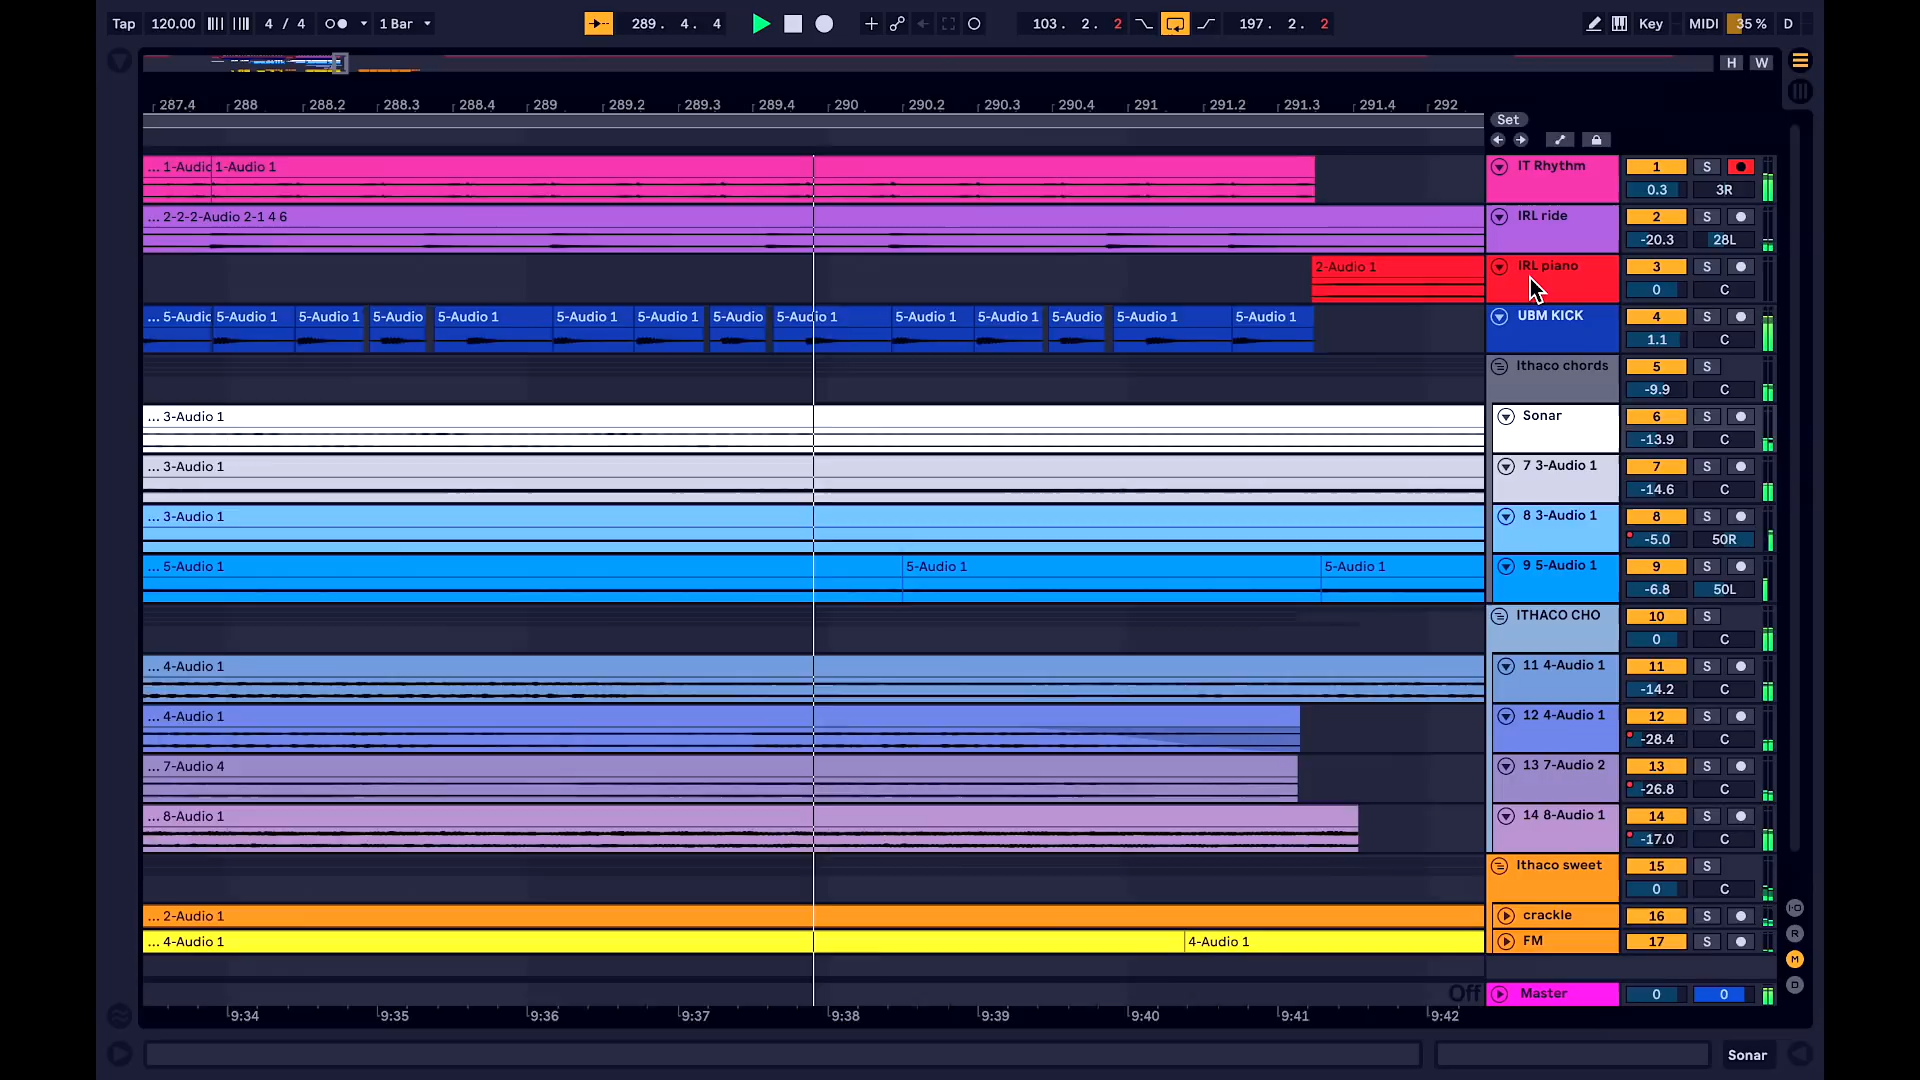 Tap 120.00 4 / 4 1 Bar 289. 4. 4 103. 2. 2 197. 2. 2 Key MIDI 35 % D
H W
287.4 288 288.2 288.3 288.4 289 289.2 289.3 289.4 290 290.2 290.3 290.4 291 291.2 291.3 291.4 292
Set
... 1-Audio 1-Audio 1 IT Rhythm 1 S
0.3 3R
... 2-2-2-Audio 2-1 4 6 IRL ride 2 S
-20.3 28L
2-Audio 1 IRL piano 3 S
0 C
... 5-Audio 5-Audio 1 5-Audio 1 5-Audio 5-Audio 1 5-Audio 1 5-Audio 1 5-Audio 5-Audio 1 5-Audio 1 5-Audio 1 5-Audio 5-Audio 1 5-Audio 1 UBM KICK 4 S
1.1 C
Ithaco chords 5 S
-9.9 C
... 3-Audio 1 Sonar 6 S
-13.9 C
... 3-Audio 1 7 3-Audio 1 7 S
-14.6 C
... 3-Audio 1 8 3-Audio 1 8 S
-5.0 50R
... 5-Audio 1 5-Audio 1 5-Audio 1 9 5-Audio 1 9 S
-6.8 50L
ITHACO CHO 10 S
0 C
... 4-Audio 1 11 4-Audio 1 11 S
-14.2 C
... 4-Audio 1 12 4-Audio 1 12 S
-28.4 C
... 7-Audio 4 13 7-Audio 2 13 S
-26.8 C
... 8-Audio 1 14 8-Audio 1 14 S
-17.0 C
Ithaco sweet 15 S
0 C
... 2-Audio 1 crackle 16 S
... 4-Audio 1 4-Audio 1 FM 17 S
I·O
R
M
D
Off Master 0 0
9:34 9:35 9:36 9:37 9:38 9:39 9:40 9:41 9:42
Sonar